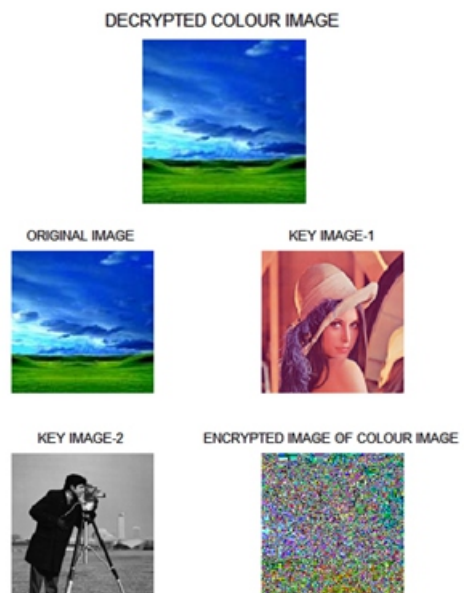 DECRYPTED COLOUR IMAGE
ORIGINAL IMAGE
KEY IMAGE-1
KEY IMAGE-2
ENCRYPTED IMAGE OF COLOUR IMAGE